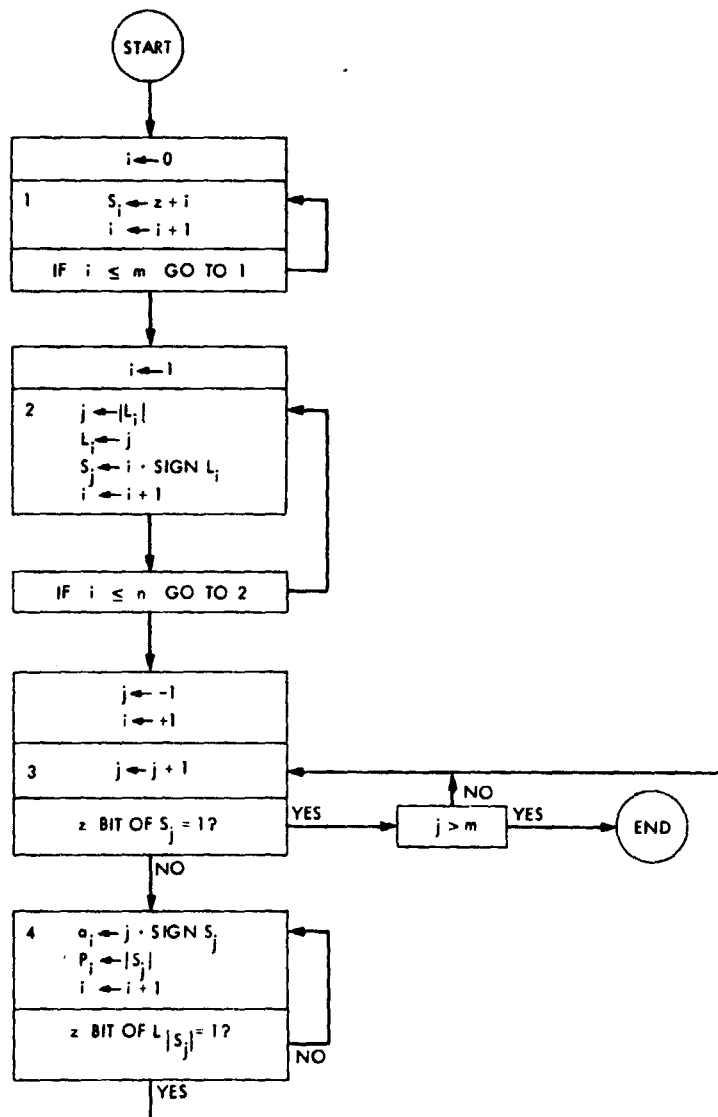 START
i ← 0
1 S_i ← z + i
i ← i + 1
IF i ≤ m GO TO 1
i ← 1
2 j ← |L_i|
L_i ← j
S_j ← i · SIGN L_i
i ← i + 1
IF i ≤ n GO TO 2
j ← -1
i ← +1
3 j ← j + 1
z BIT OF S_j = 1?
YES
NO
j > m
YES
END
NO
4 a_i ← j · SIGN S_j
P_i ← |S_j|
i ← i + 1
z BIT OF L_|S_j| = 1?
NO
YES